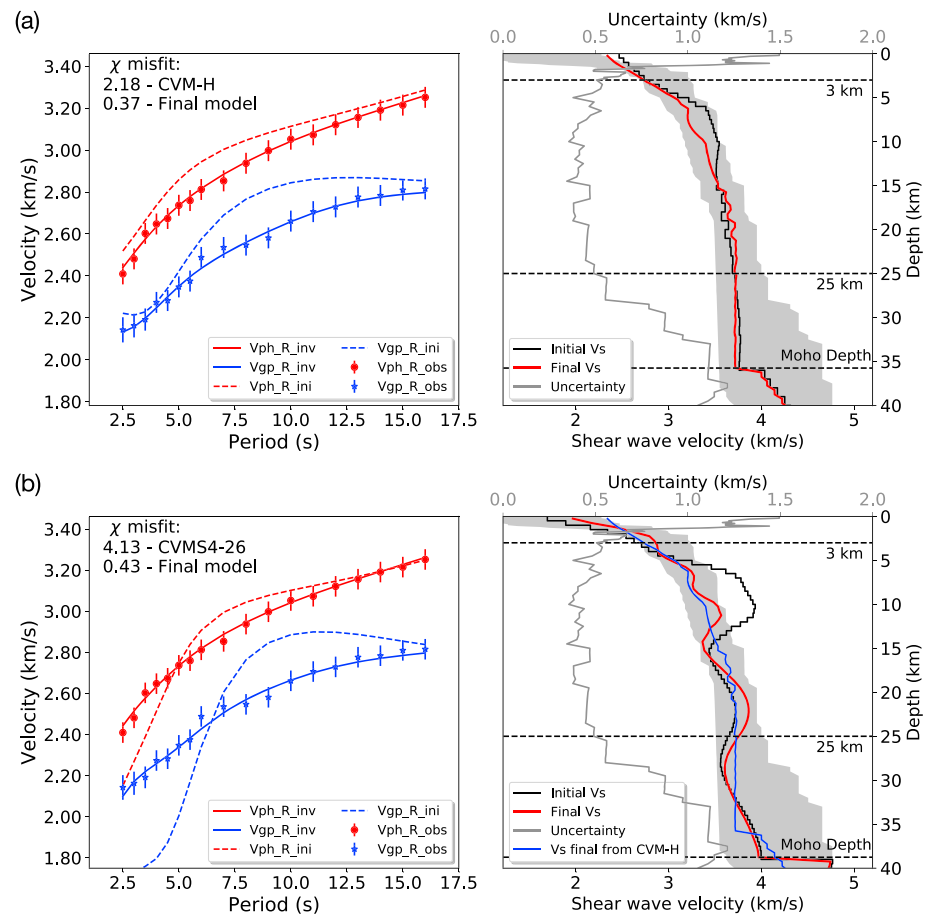 (a)
χ misfit:
2.18 - CVM-H
0.37 - Final model
3.40
3.20
3.00
2.80
2.60
2.40
2.20
2.00
1.80
Velocity (km/s)
Vph_R_inv
Vgp_R_inv
Vph_R_ini
Vgp_R_ini
Vph_R_obs
Vgp_R_obs
2.5 5.0 7.5 10.0 12.5 15.0 17.5
Period (s)
Uncertainty (km/s)
0.0 0.5 1.0 1.5 2.0
0
5
10
15
20
25
30
35
40
Depth (km)
3 km
25 km
Moho Depth
Initial Vs
Final Vs
Uncertainty
2 3 4 5
Shear wave velocity (km/s)
(b)
χ misfit:
4.13 - CVMS4-26
0.43 - Final model
3.40
3.20
3.00
2.80
2.60
2.40
2.20
2.00
1.80
Velocity (km/s)
Vph_R_inv
Vgp_R_inv
Vph_R_ini
Vgp_R_ini
Vph_R_obs
Vgp_R_obs
2.5 5.0 7.5 10.0 12.5 15.0 17.5
Period (s)
Uncertainty (km/s)
0.0 0.5 1.0 1.5 2.0
0
5
10
15
20
25
30
35
40
Depth (km)
3 km
25 km
Moho Depth
Initial Vs
Final Vs
Uncertainty
Vs final from CVM-H
2 3 4 5
Shear wave velocity (km/s)